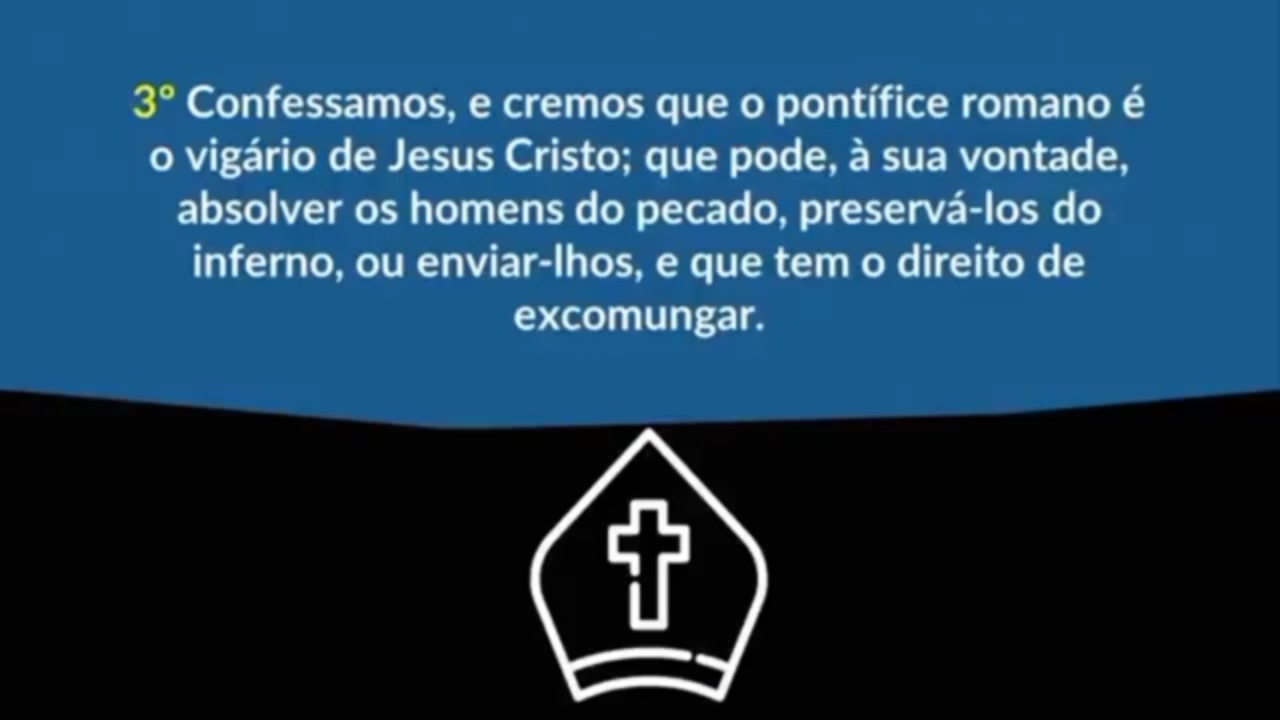 3º Confessamos, e cremos que o pontífice romano é
o vigário de Jesus Cristo; que pode, à sua vontade,
absolver os homens do pecado, preservá-los do
inferno, ou enviar-lhos, e que tem o direito de
excomungar.